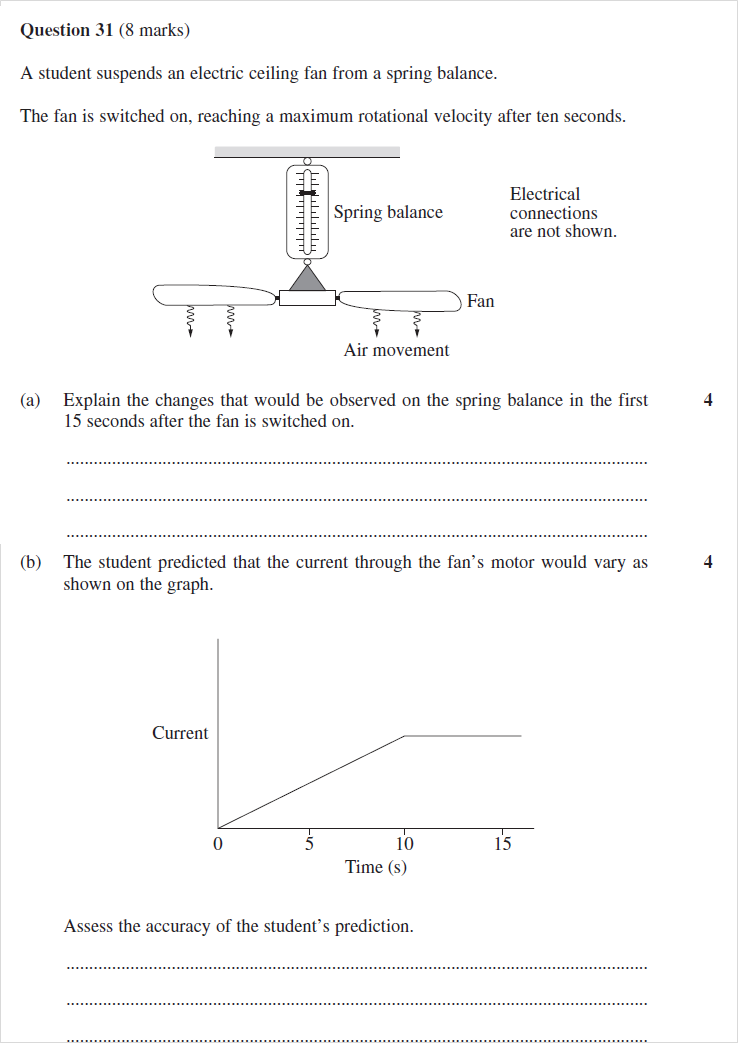 Question 31 (8 marks)
A student suspends an electric ceiling fan from a spring balance.
The fan is switched on, reaching a maximum rotational velocity after ten seconds.
Spring balance
Electrical
connections
are not shown.
Fan
Air movement
(a) Explain the changes that would be observed on the spring balance in the first 4
15 seconds after the fan is switched on.
(b) The student predicted that the current through the fan's motor would vary as 4
shown on the graph.
Current
0 5 10 15
Time (s)
Assess the accuracy of the student's prediction.